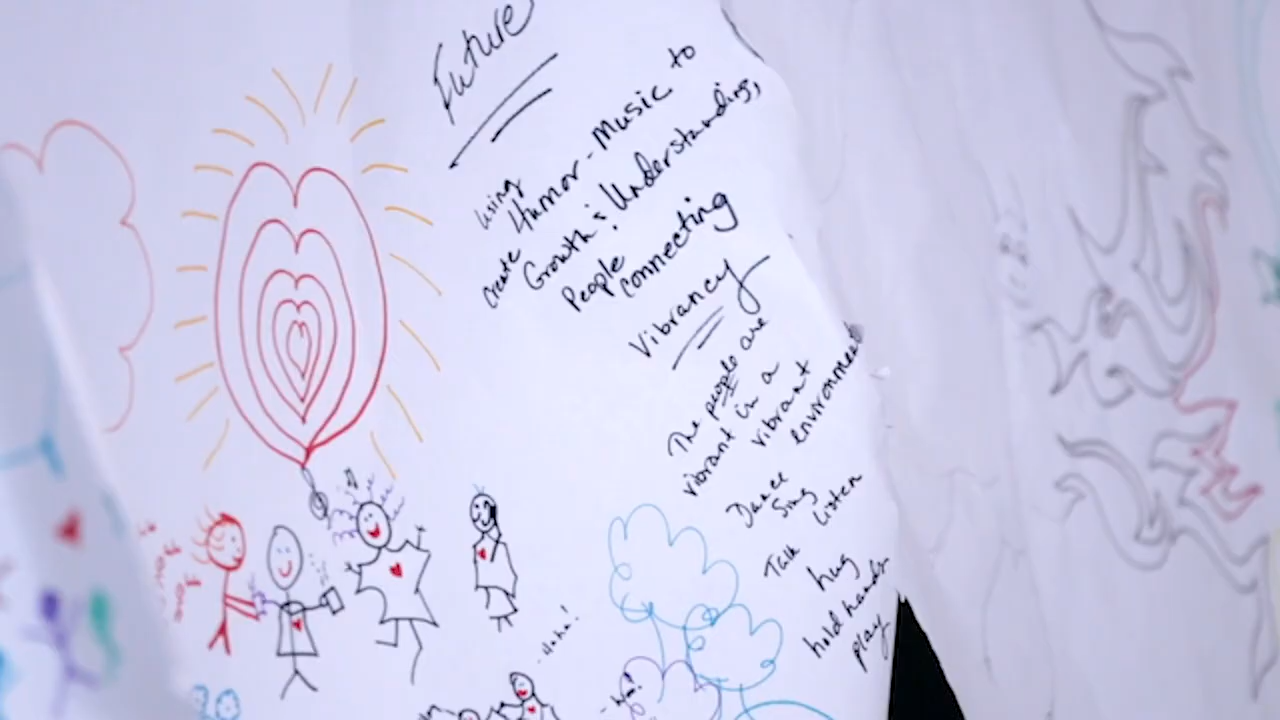 Future
using
Humor - Music to
create
Growth & Understandings,
People
connecting
Vibrancy
The people are
vibrant in a
vibrant
environment
Dance
Sing
Listen
Talk
hug
hold hands
play